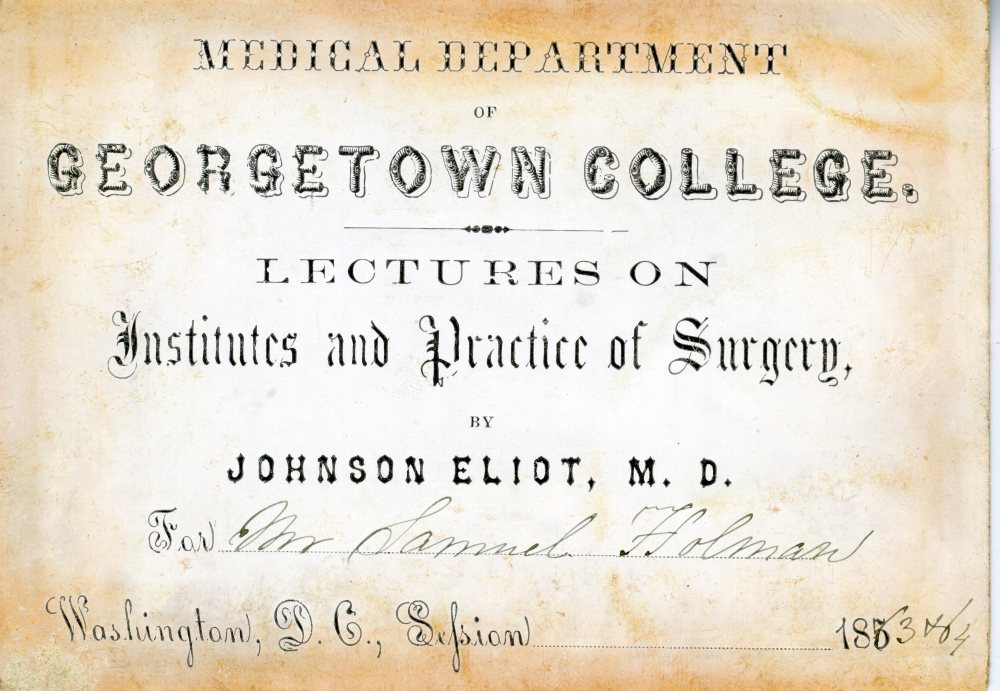 MEDICAL DEPARTMENT
OF
GEORGETOWN COLLEGE.
LECTURES ON
Institutes and Practice of Surgery,
BY
JOHNSON ELIOT, M. D.
For Mr Samuel Holman
Washington, D. C., Session 1863 & 64